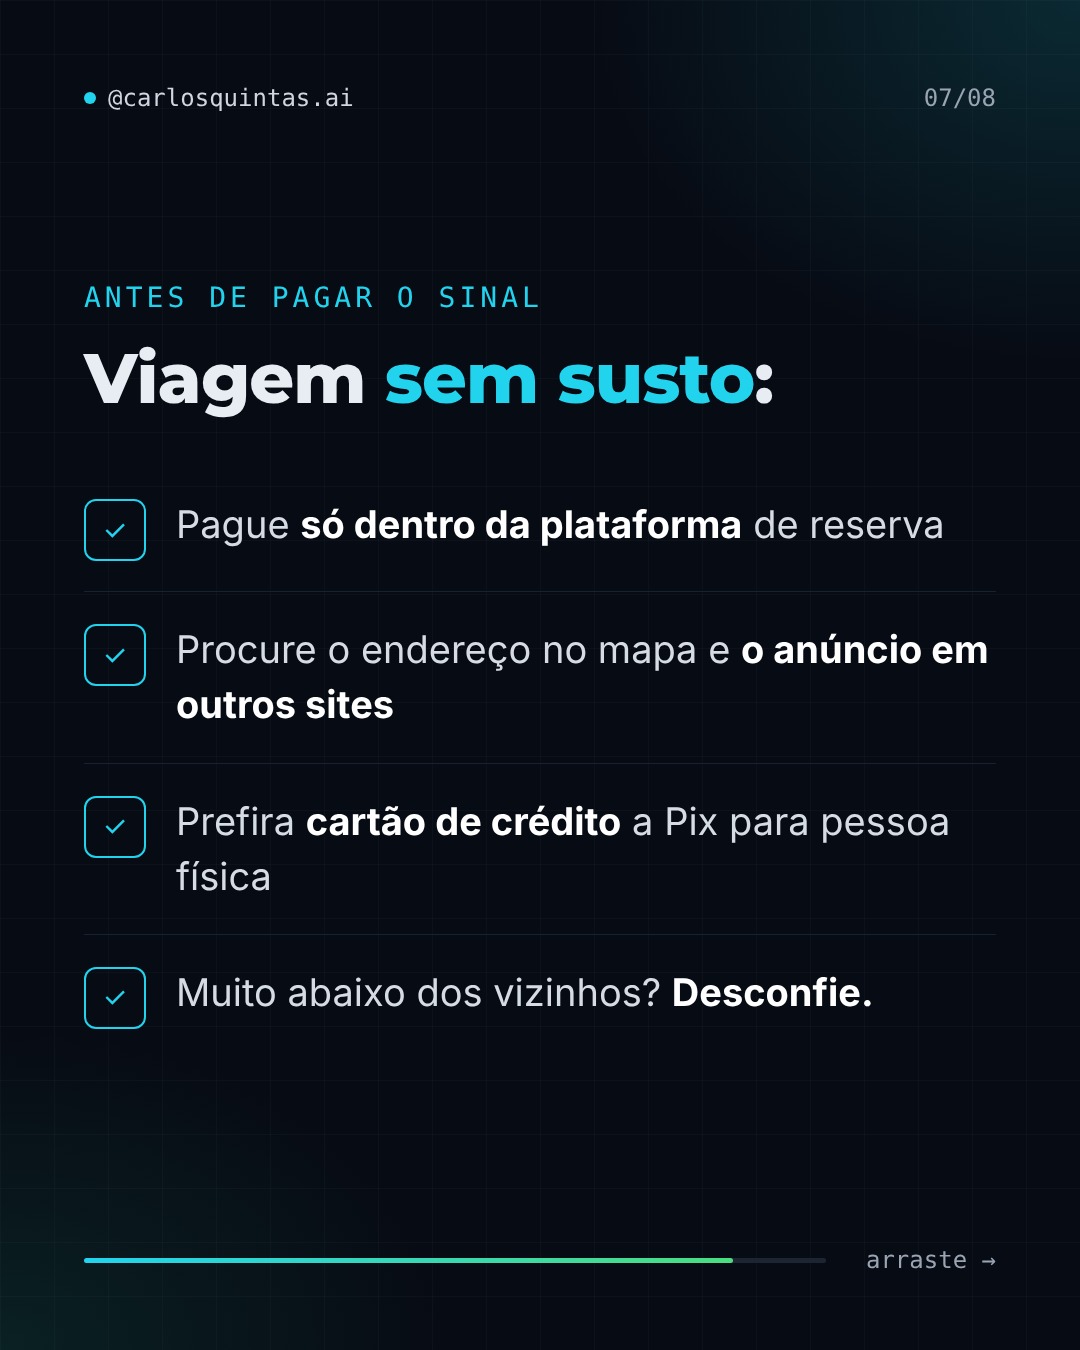 @carlosquintas.ai
07/08
ANTES DE PAGAR O SINAL
Viagem sem susto:
Pague só dentro da plataforma de reserva
Procure o endereço no mapa e o anúncio em
outros sites
Prefira cartão de crédito a Pix para pessoa
física
Muito abaixo dos vizinhos? Desconfie.
arraste →